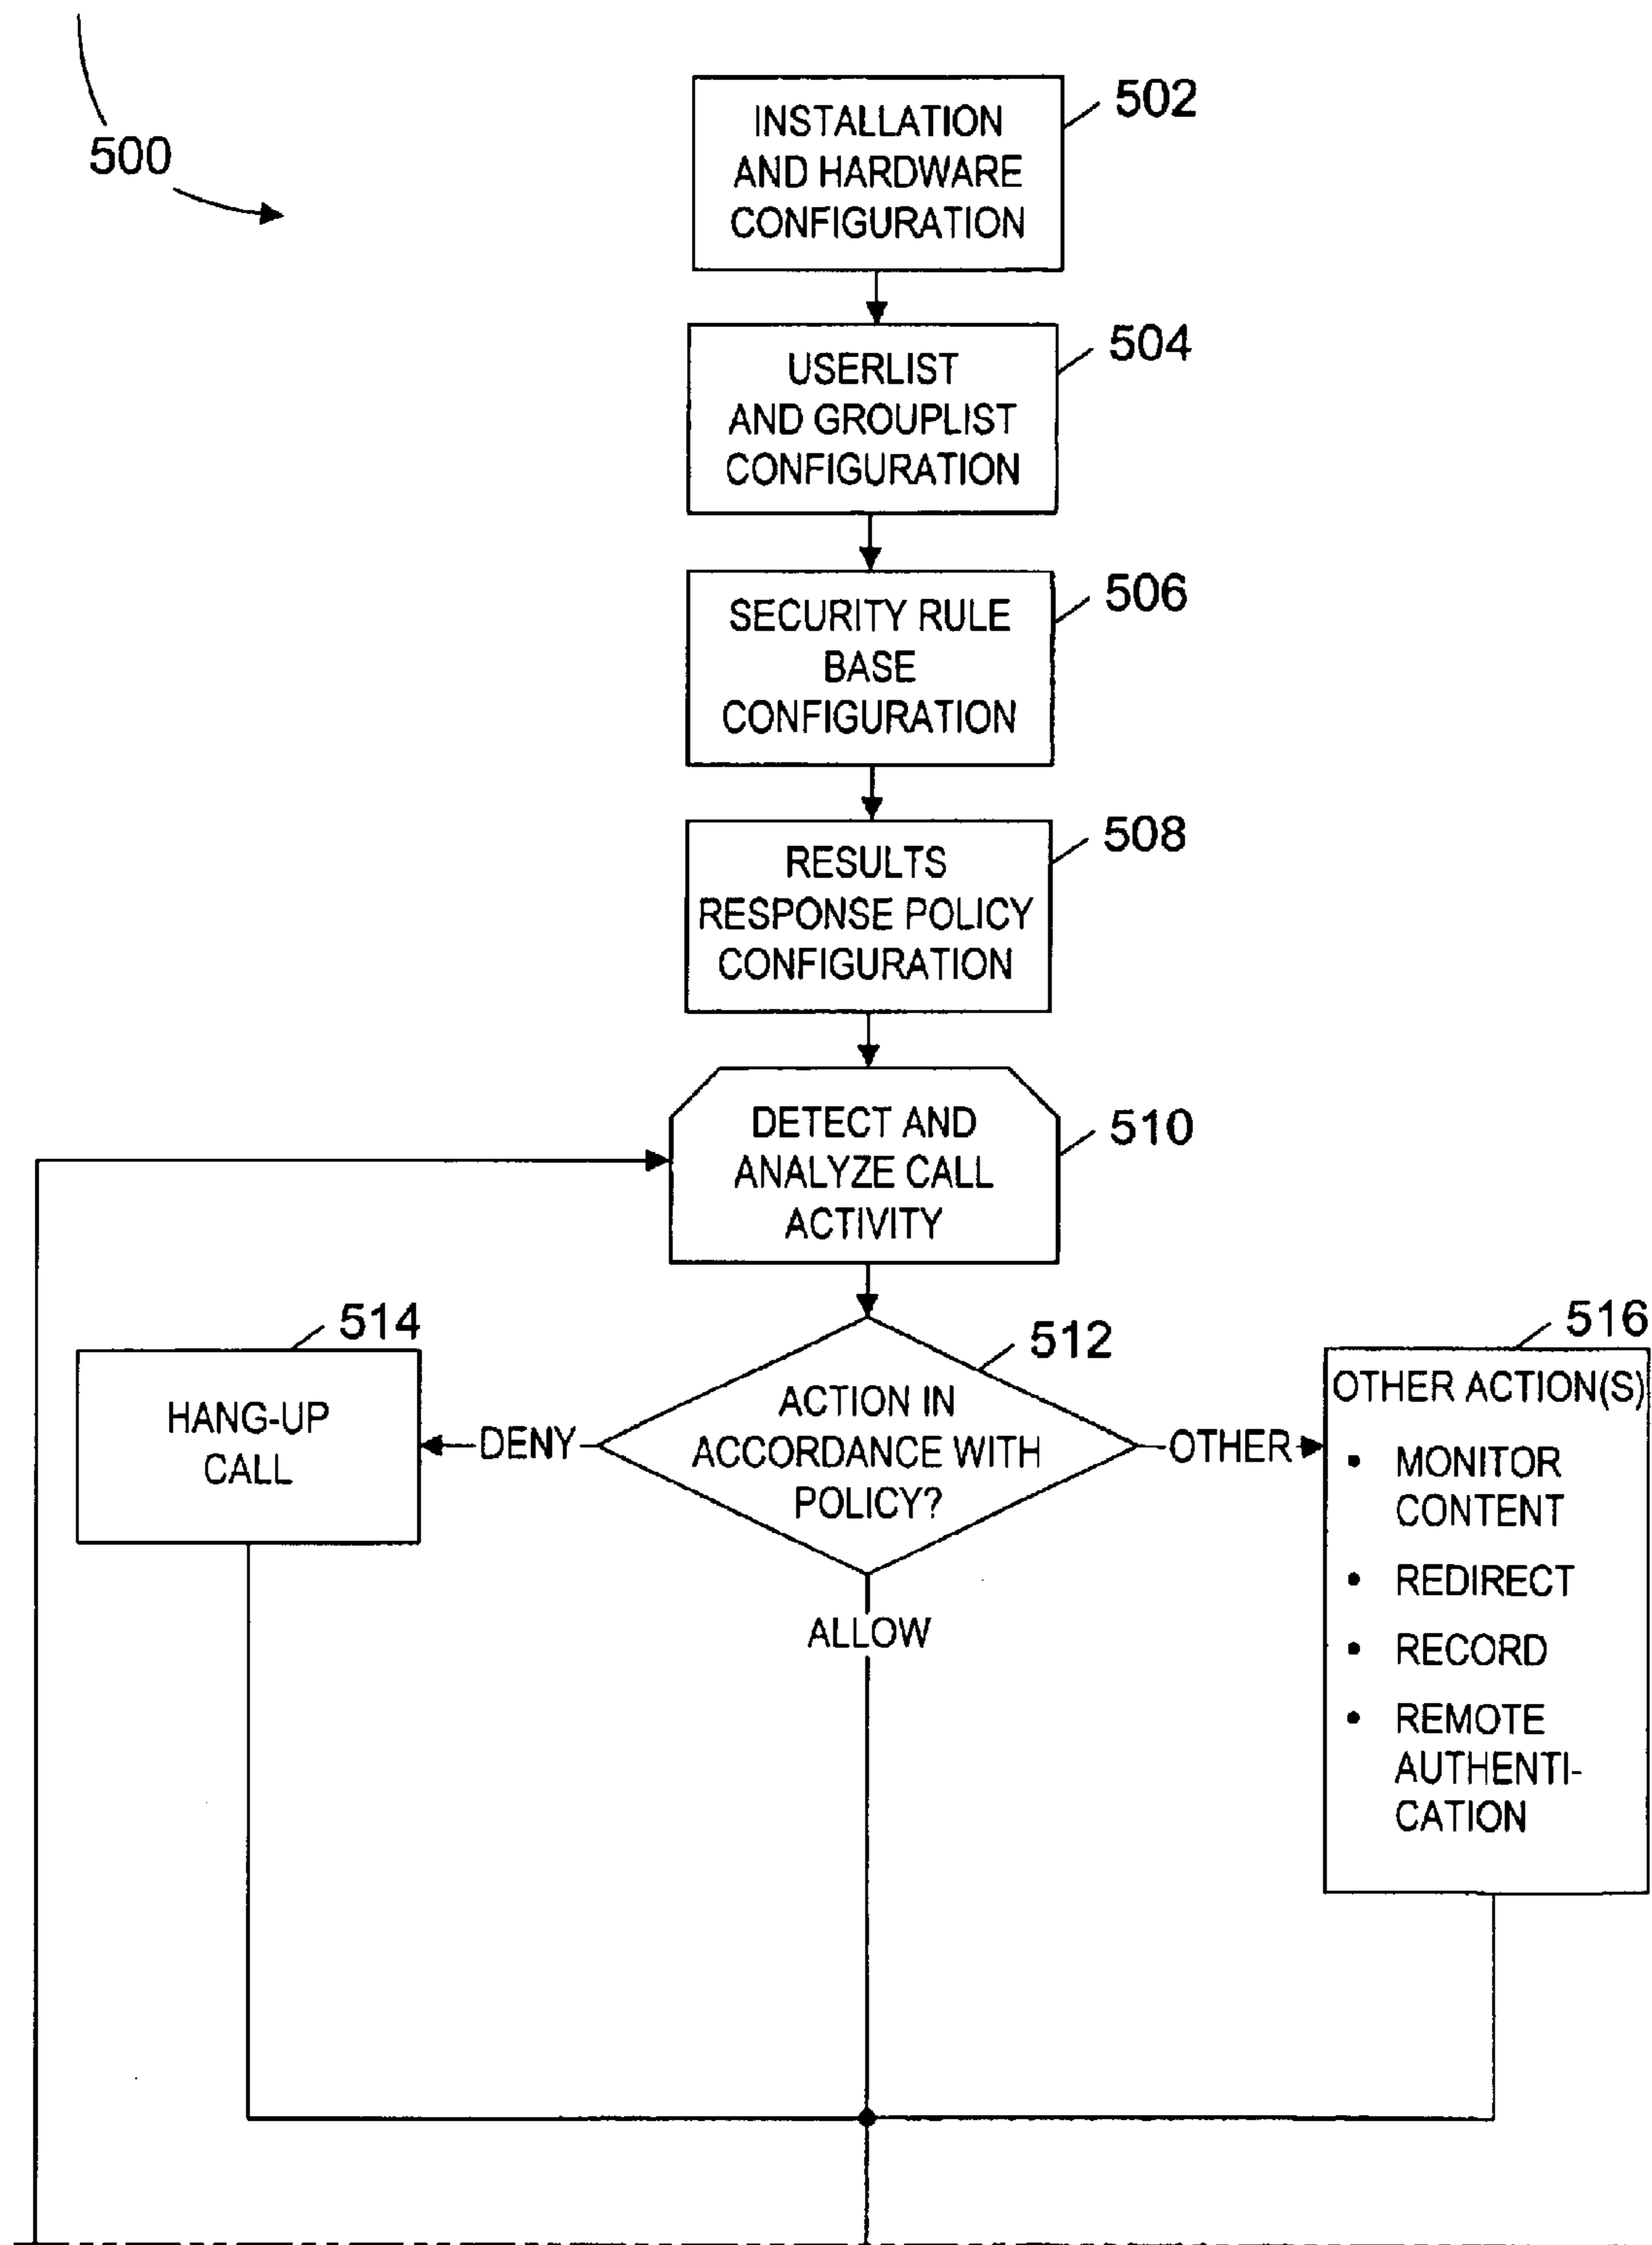 500
502
INSTALLATION
AND HARDWARE
CONFIGURATION
504
USERLIST
AND GROUPLIST
CONFIGURATION
506
SECURITY RULE
BASE
CONFIGURATION
508
RESULTS
RESPONSE POLICY
CONFIGURATION
510
DETECT AND
ANALYZE CALL
ACTIVITY
514
HANG-UP
CALL
DENY
512
ACTION IN
ACCORDANCE WITH
POLICY?
OTHER
ALLOW
516
OTHER ACTION(S)
• MONITOR
CONTENT
• REDIRECT
• RECORD
• REMOTE
AUTHENTI-
CATION